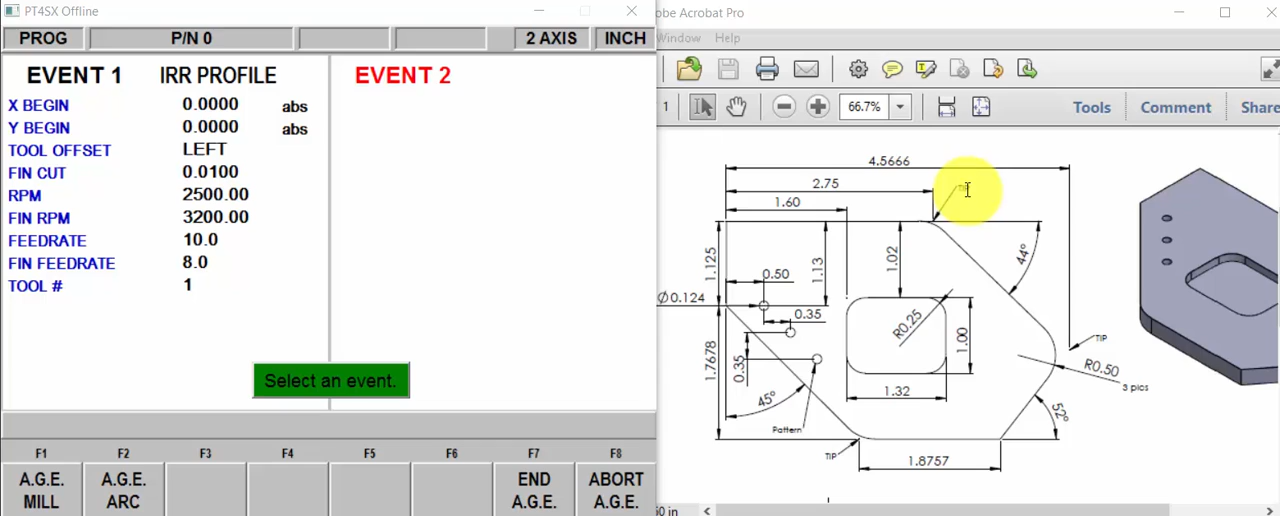 PT4SX Offline
PROG P/N 0 2 AXIS INCH
EVENT 1 IRR PROFILE
X BEGIN 0.0000 abs
Y BEGIN 0.0000 abs
TOOL OFFSET LEFT
FIN CUT 0.0100
RPM 2500.00
FIN RPM 3200.00
FEEDRATE 10.0
FIN FEEDRATE 8.0
TOOL # 1
EVENT 2
Select an event.
F1 F2 F3 F4 F5 F6 F7 F8
A.G.E. MILL
A.G.E. ARC
END A.G.E.
ABORT A.G.E.
obe Acrobat Pro
Window Help
1 66.7% Tools Comment Share
4.5666
2.75
TIP
1.60
1.125
1.13
1.02
44°
0.50
Ø0.124
0.35
R0.25
1.00
TIP
R0.50
3 plcs
1.7678
0.35
1.32
45°
52°
Pattern
TIP
1.8757
50 in